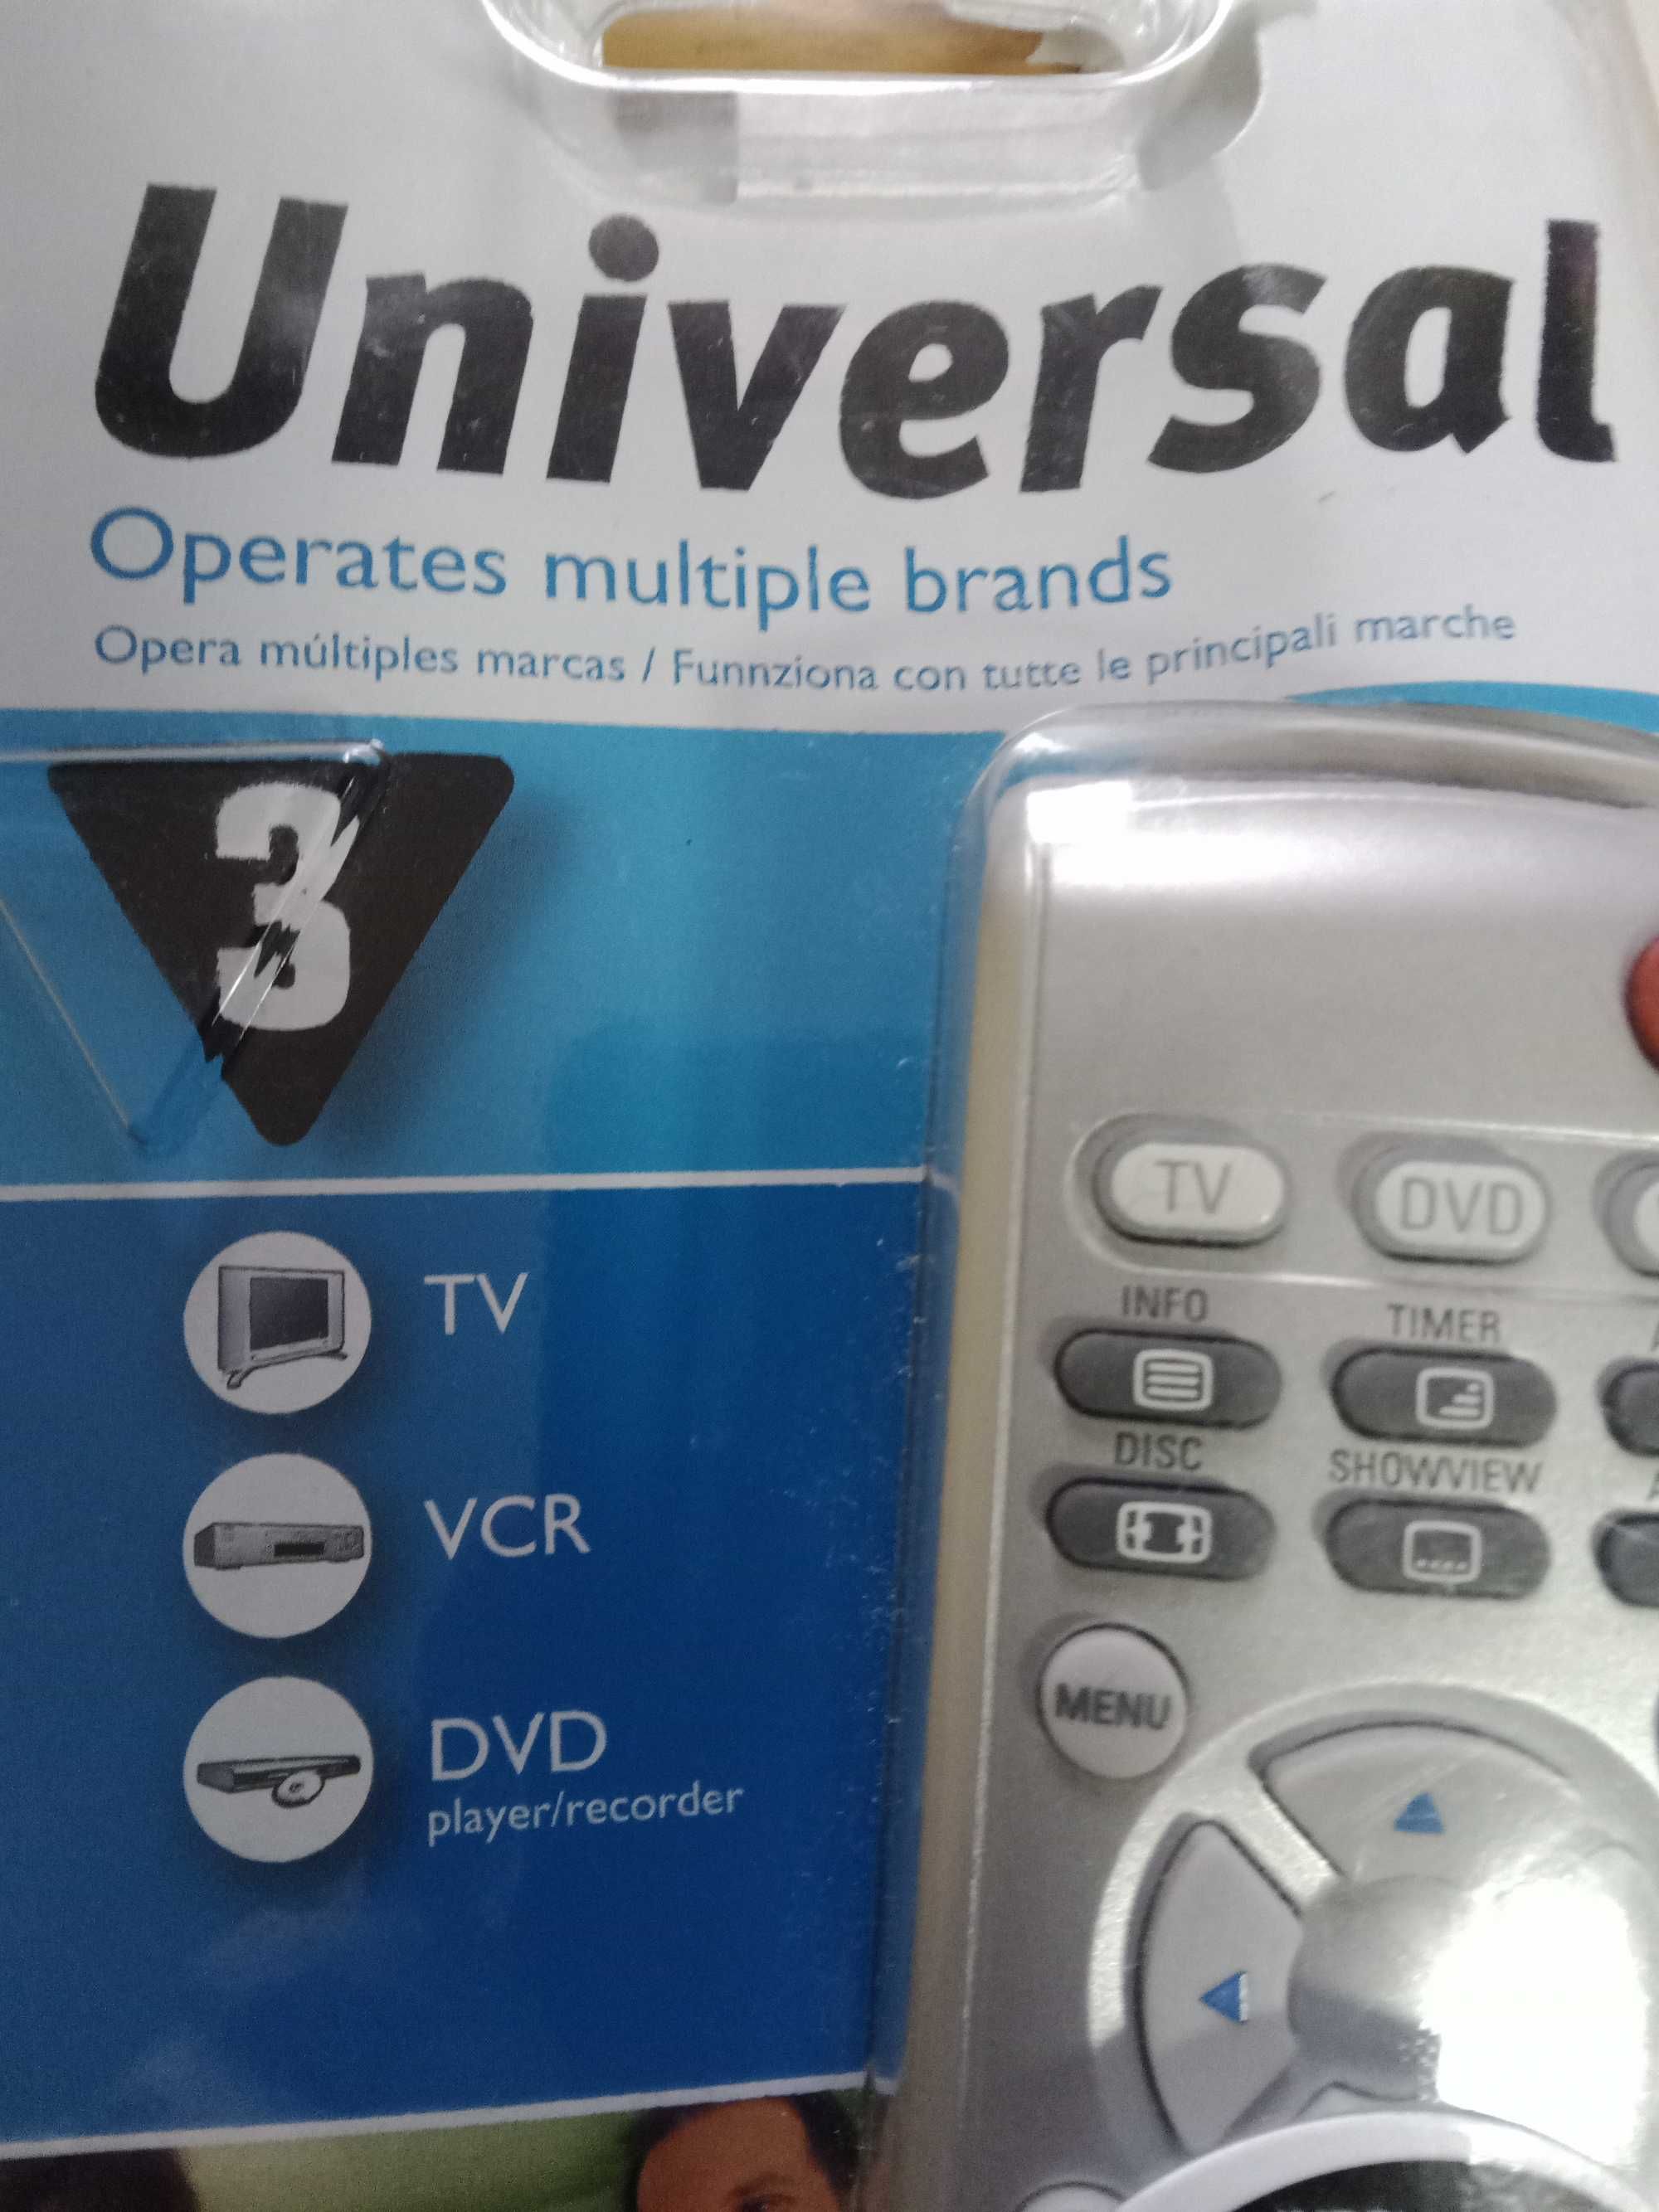 Universal
Operates multiple brands
Opera múltiples marcas / Funnziona con tutte le principali marche
3
TV
VCR
DVD
player/recorder
TV DVD
INFO TIMER
DISC SHOWVIEW
MENU